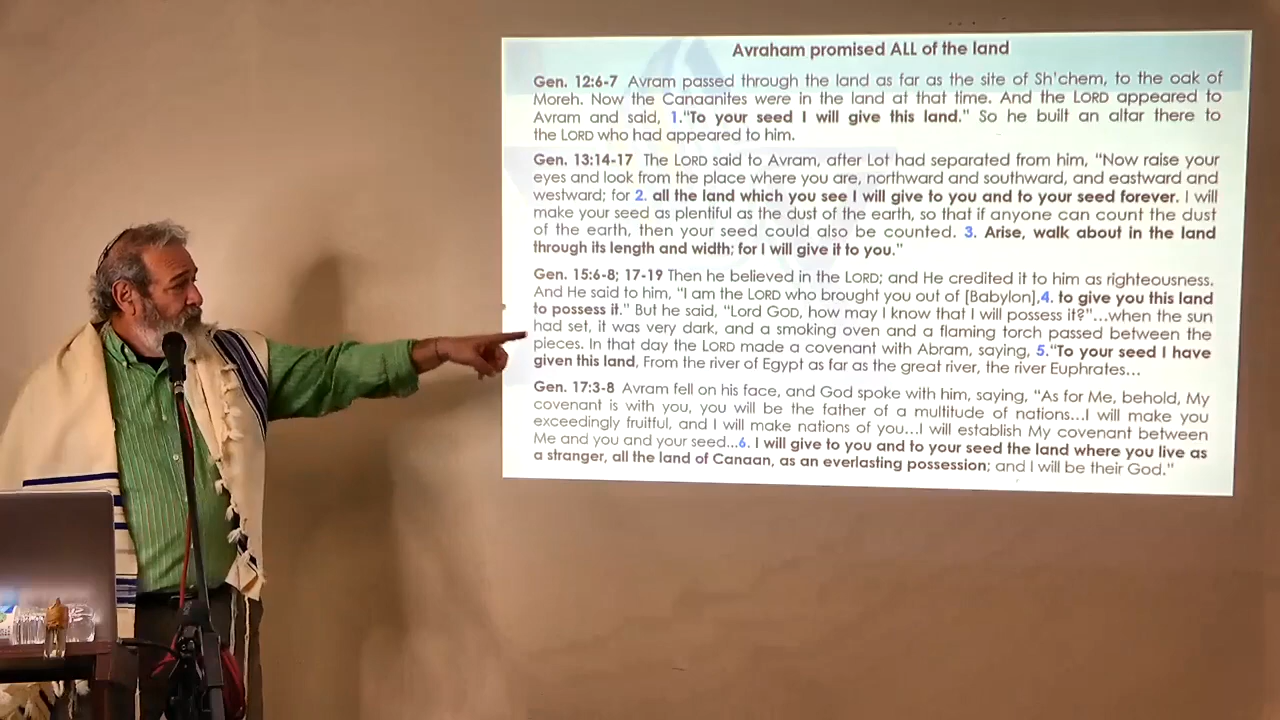 Avraham promised ALL of the land
Gen. 12:6-7 Avram passed through the land as far as the site of Sh'chem, to the oak of
Moreh. Now the Canaanites were in the land at that time. And the LORD appeared to
Avram and said, 1."To your seed I will give this land." So he built an altar there to
the LORD who had appeared to him.
Gen. 13:14-17 The LORD said to Avram, after Lot had separated from him, "Now raise your
eyes and look from the place where you are, northward and southward, and eastward and
westward; for 2. all the land which you see I will give to you and to your seed forever. I will
make your seed as plentiful as the dust of the earth, so that if anyone can count the dust
of the earth, then your seed could also be counted. 3. Arise, walk about in the land
through its length and width; for I will give it to you."
Gen. 15:6-8; 17-19 Then he believed in the LORD; and He credited it to him as righteousness.
And He said to him, "I am the LORD who brought you out of [Babylon],4. to give you this land
to possess it." But he said, "Lord GOD, how may I know that I will possess it?"...when the sun
had set, it was very dark, and a smoking oven and a flaming torch passed between the
pieces. In that day the LORD made a covenant with Abram, saying, 5."To your seed I have
given this land, From the river of Egypt as far as the great river, the river Euphrates...
Gen. 17:3-8 Avram fell on his face, and God spoke with him, saying, "As for Me, behold, My
covenant is with you, you will be the father of a multitude of nations...I will make you
exceedingly fruitful, and I will make nations of you...I will establish My covenant between
Me and you and your seed...6. I will give to you and to your seed the land where you live as
a stranger, all the land of Canaan, as an everlasting possession; and I will be their God."